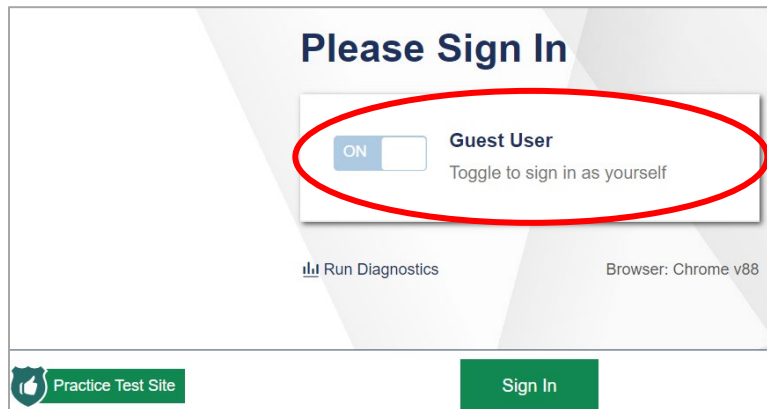 Please Sign In
ON
Guest User
Toggle to sign in as yourself
Run Diagnostics
Browser: Chrome v88
Practice Test Site
Sign In